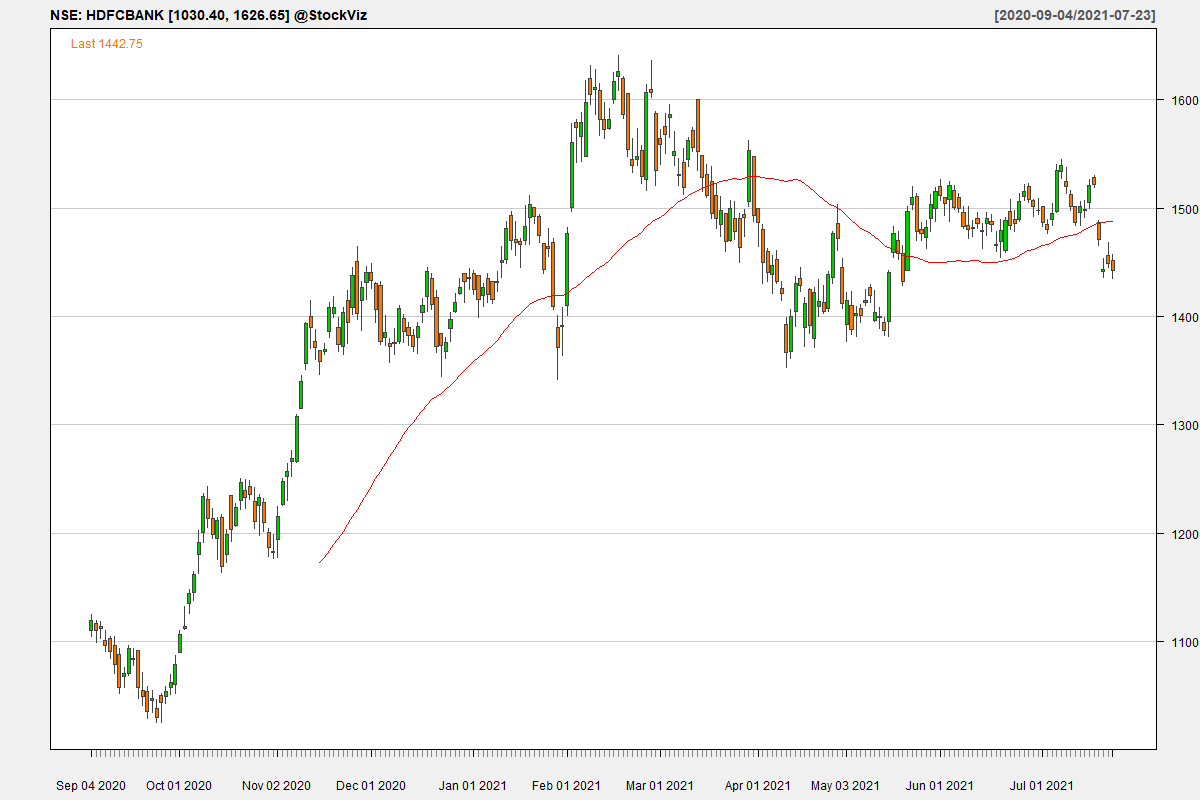 NSE: HDFCBANK [1030.40, 1626.65] @StockViz [2020-09-04/2021-07-23]
Last 1442.75
1600
1500
1400
1300
1200
1100
Sep 04 2020 Oct 01 2020 Nov 02 2020 Dec 01 2020 Jan 01 2021 Feb 01 2021 Mar 01 2021 Apr 01 2021 May 03 2021 Jun 01 2021 Jul 01 2021